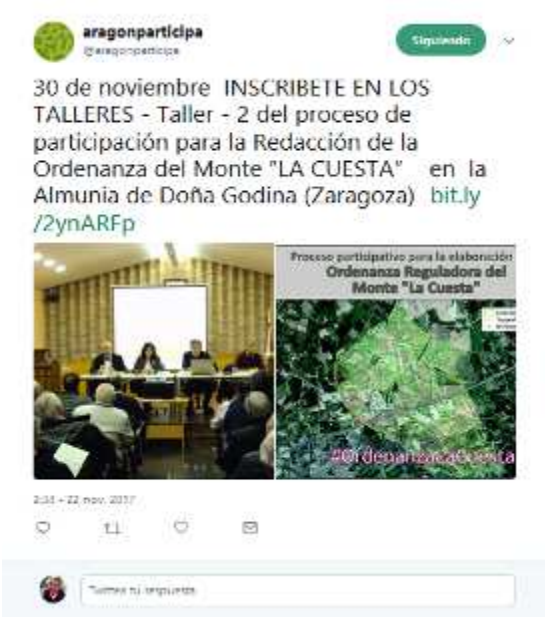 aragonparticipa
@aragonparticipa
Siguiendo
30 de noviembre INSCRIBETE EN LOS
TALLERES - Taller - 2 del proceso de
participación para la Redacción de la
Ordenanza del Monte "LA CUESTA" en la
Almunia de Doña Godina (Zaragoza) bit.ly
/2ynARFp
Proceso participativo para la elaboración
Ordenanza Reguladora del
Monte "La Cuesta"
#OrdenanzaLaCuesta
22 nov. 2017
Twittea tu respuesta